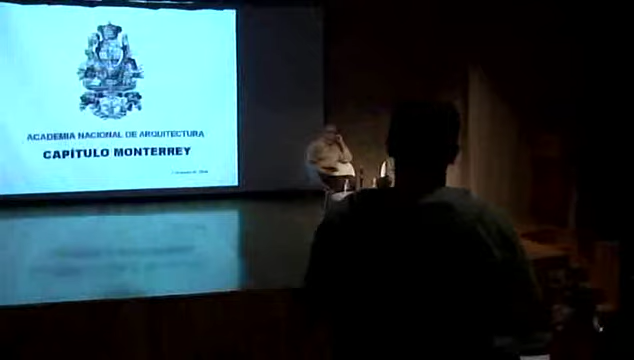 ACADEMIA NACIONAL DE ARQUITECTURA
CAPÍTULO MONTERREY